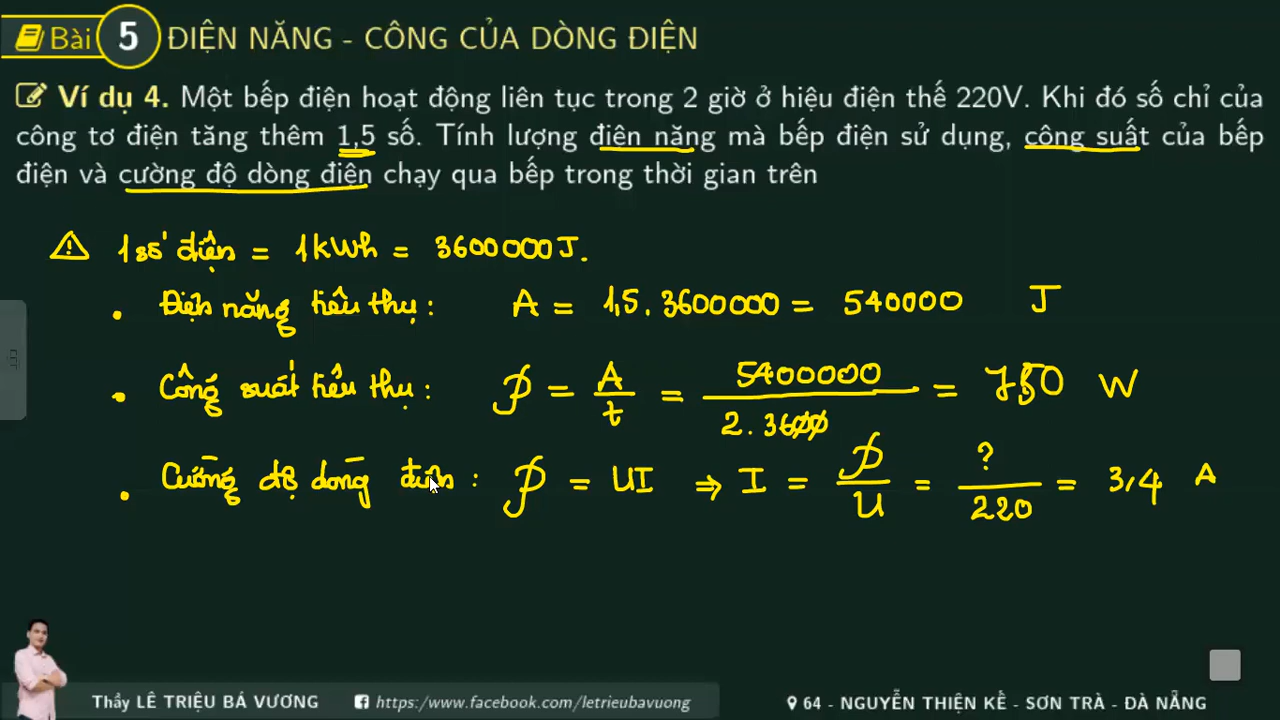 Bài 5 ĐIỆN NĂNG - CÔNG CỦA DÒNG ĐIỆN
Ví dụ 4. Một bếp điện hoạt động liên tục trong 2 giờ ở hiệu điện thế 220V. Khi đó số chỉ của
công tơ điện tăng thêm 1,5 số. Tính lượng điện năng mà bếp điện sử dụng, công suất của bếp
điện và cường độ dòng điện chạy qua bếp trong thời gian trên
1 số điện = 1kWh = 3600000J.
• Điện năng tiêu thụ: A = 1,5. 3600000 = 540000 J
• Công suất tiêu thụ: 𝒫 = A/t = 5400000/2.3600 = 750 W
• Cường độ dòng điện: 𝒫 = UI ⇒ I = 𝒫/U = ?/220 = 3,4 A
CÉT
Thầy LÊ TRIỆU BÁ VƯƠNG https://www.facebook.com/letrieubavuong 64 - NGUYỄN THIỆN KẾ - SƠN TRÀ - ĐÀ NẴNG